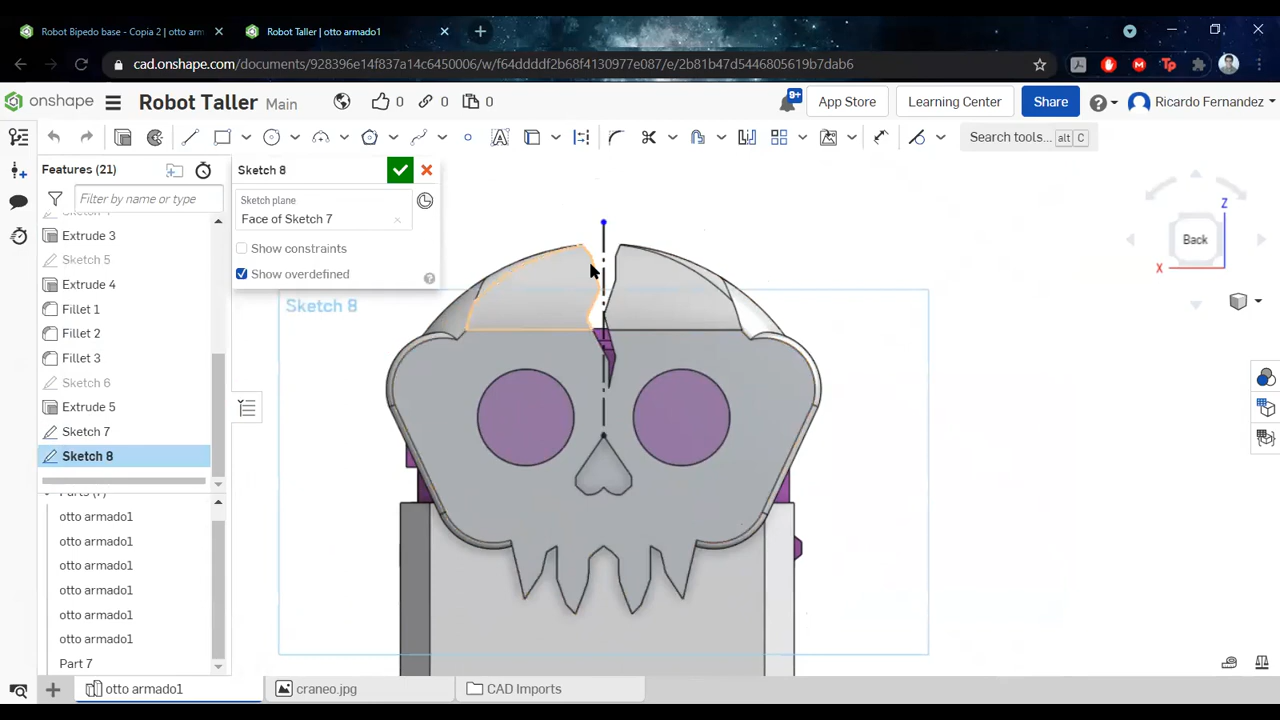 Robot Bipedo base - Copia 2 | otto arm
Robot Taller | otto armado1
cad.onshape.com/documents/928396e14f837a14c6450006/w/f64ddddf2b68f4130977e087/e/2b81b47d5446805619b7dab6
onshape
Robot Taller Main
0
0
0
9+
App Store
Learning Center
Share
Ricardo Fernandez
Search tools...
alt C
Features (21)
Filter by name or type
Extrude 3
Sketch 5
Extrude 4
Fillet 1
Fillet 2
Fillet 3
Sketch 6
Extrude 5
Sketch 7
Sketch 8
Parts (7)
otto armado1
otto armado1
otto armado1
otto armado1
otto armado1
otto armado1
Part 7
Sketch 8
Sketch plane
Face of Sketch 7
Show constraints
Show overdefined
Sketch 8
Z
Back
X
otto armado1
craneo.jpg
CAD Imports